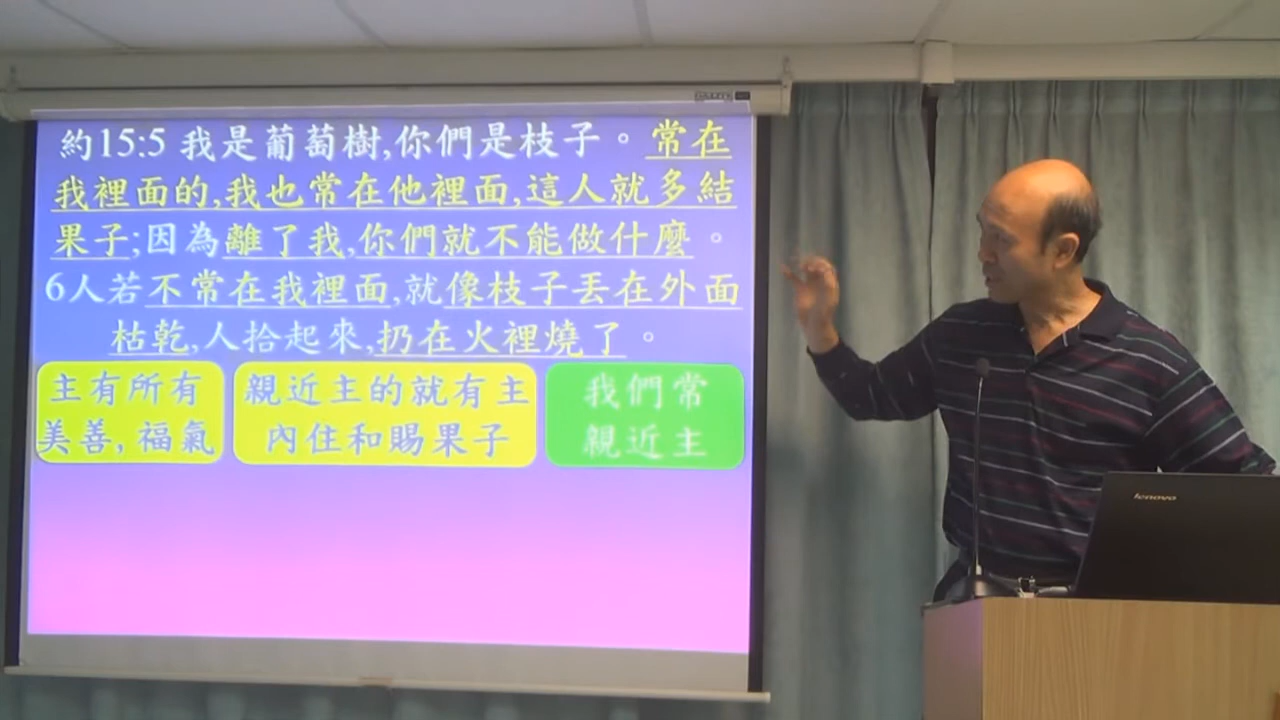 約15:5 我是葡萄樹,你們是枝子。常在
我裡面的,我也常在他裡面,這人就多結
果子;因為離了我,你們就不能做什麼。
6人若不常在我裡面,就像枝子丟在外面
枯乾,人拾起來,扔在火裡燒了。
主有所有
美善,福氣
親近主的就有主
內住和賜果子
我們常
親近主
lenovo